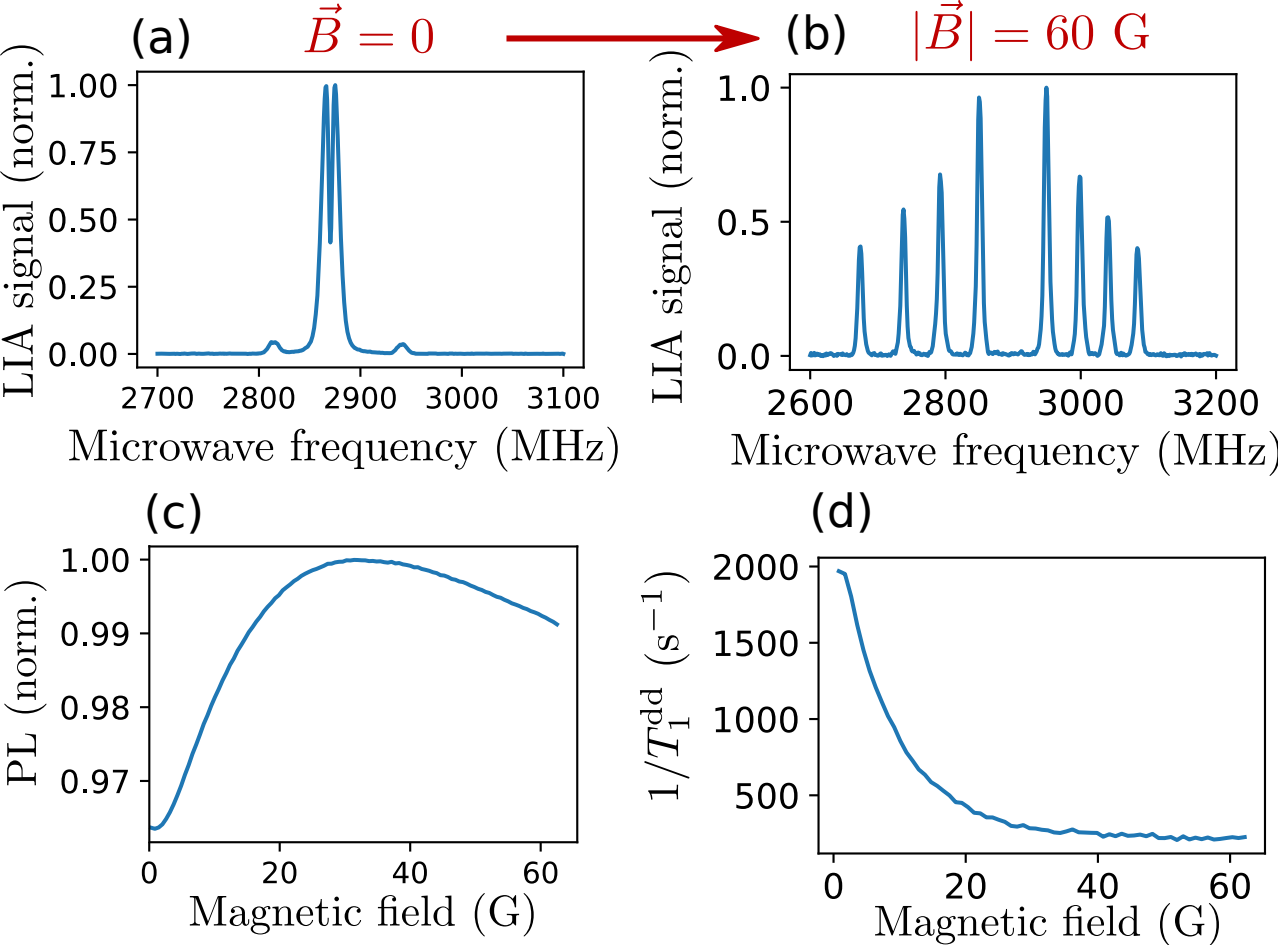 (a)
B⃗ = 0
(b)
|B⃗| = 60 G
LIA signal (norm.)
1.00
0.75
0.50
0.25
0.00
2700 2800 2900 3000 3100
Microwave frequency (MHz)
LIA signal (norm.)
1.0
0.5
0.0
2600 2800 3000 3200
Microwave frequency (MHz)
(c)
PL (norm.)
1.00
0.99
0.98
0.97
0 20 40 60
Magnetic field (G)
(d)
1/T₁ᵈᵈ (s⁻¹)
2000
1500
1000
500
0 20 40 60
Magnetic field (G)